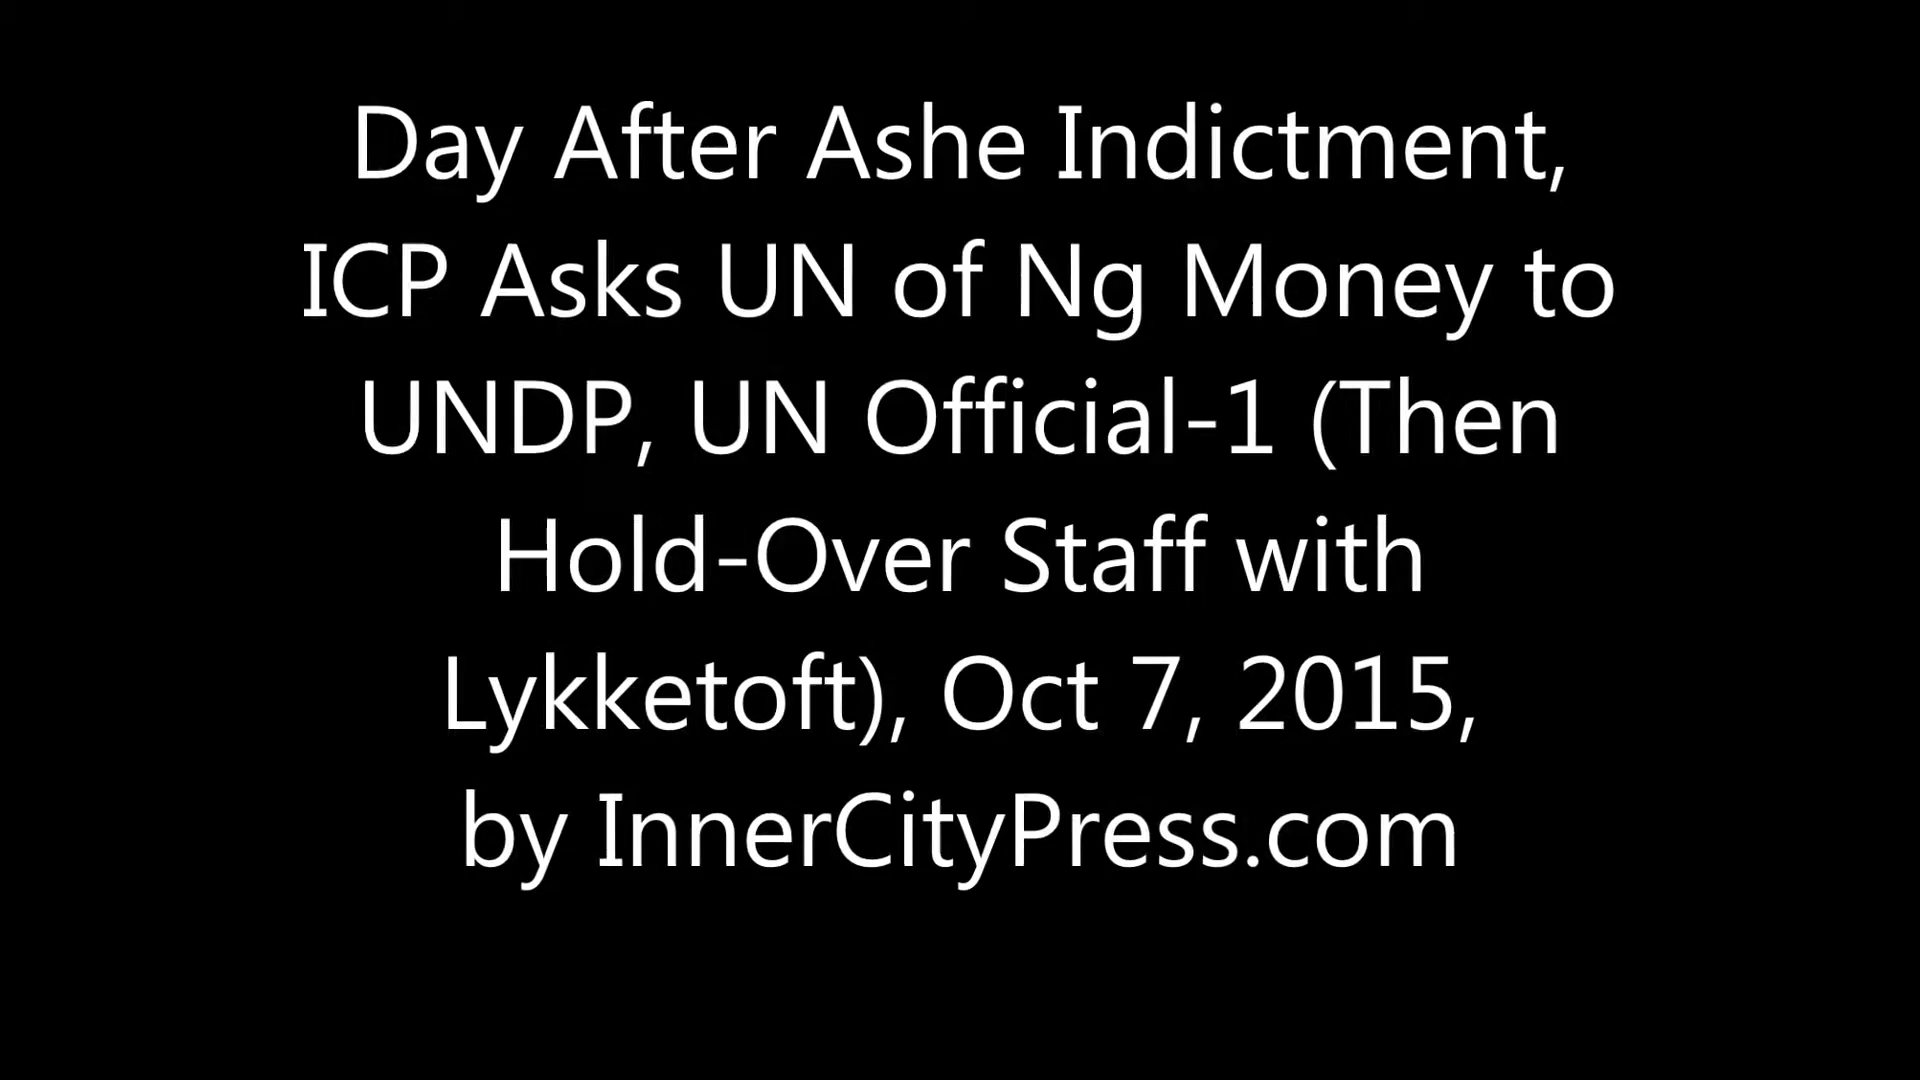 Day After Ashe Indictment,
ICP Asks UN of Ng Money to
UNDP, UN Official-1 (Then
Hold-Over Staff with
Lykketoft), Oct 7, 2015,
by InnerCityPress.com